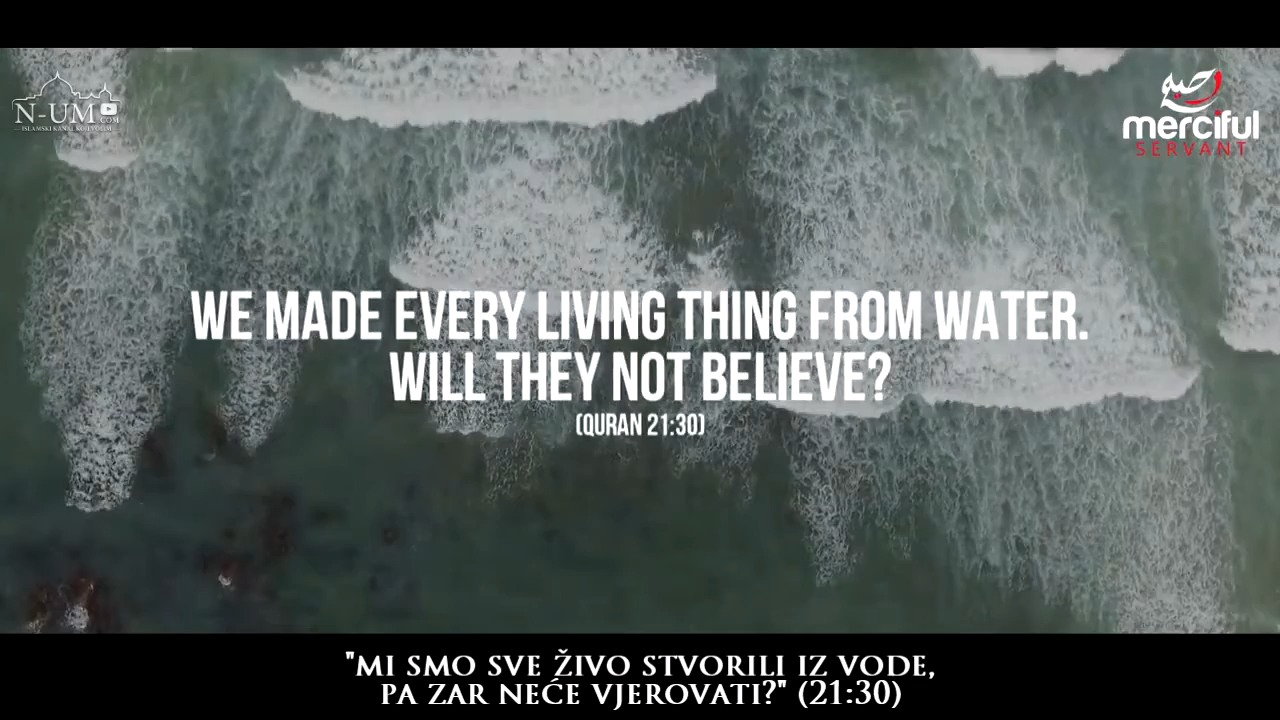 N-UM
.COM
ISLAMSKI KANAL KOJI VOLIM
رحيم
merciful
SERVANT
WE MADE EVERY LIVING THING FROM WATER.
WILL THEY NOT BELIEVE?
(QURAN 21:30)
"MI SMO SVE ŽIVO STVORILI IZ VODE,
PA ZAR NEĆE VJEROVATI?" (21:30)